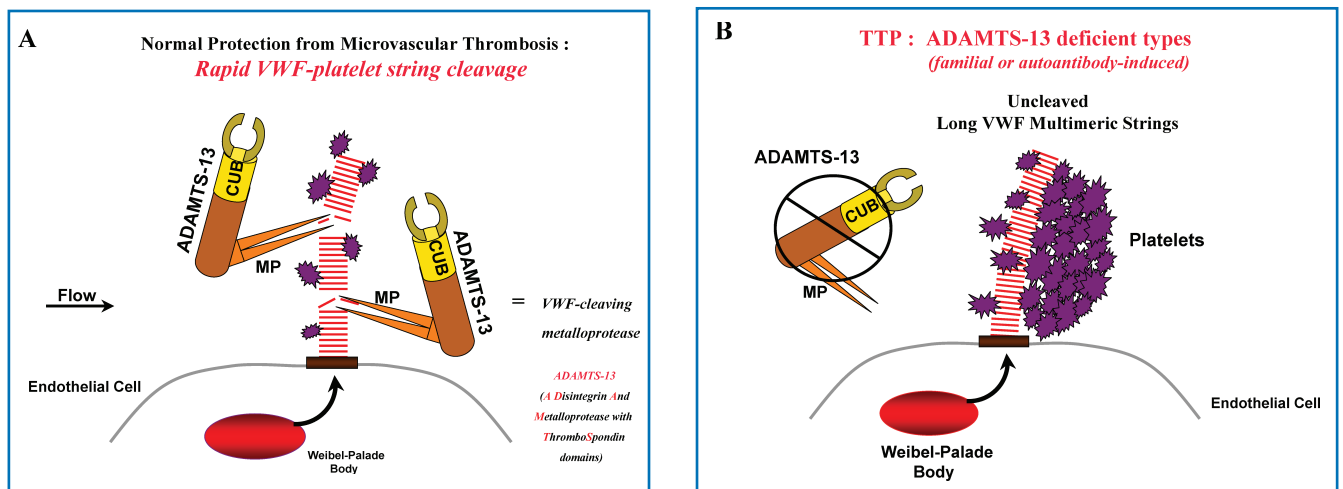 A
Normal Protection from Microvascular Thrombosis :
Rapid VWF-platelet string cleavage
ADAMTS-13
CUB
MP
CUB
ADAMTS-13
MP
Flow
= VWF-cleaving
metalloprotease
ADAMTS-13
(A Disintegrin And
Metalloprotease with
ThromboSpondin
domains)
Endothelial Cell
Weibel-Palade
Body
B
TTP : ADAMTS-13 deficient types
(familial or autoantibody-induced)
Uncleaved
Long VWF Multimeric Strings
ADAMTS-13
CUB
MP
Platelets
Endothelial Cell
Weibel-Palade
Body